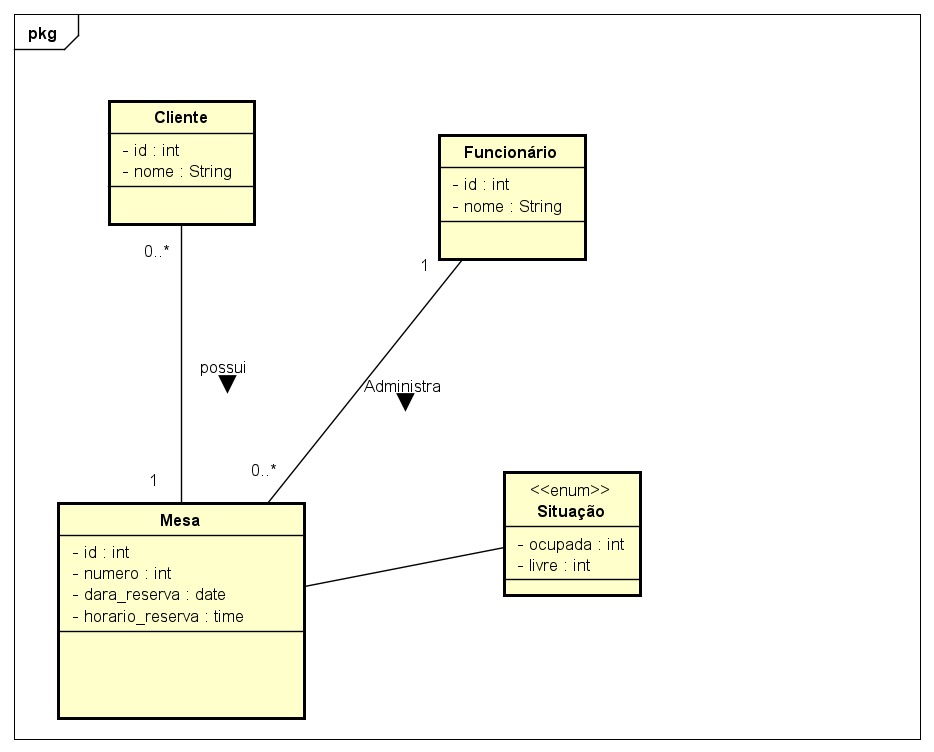 pkg
Cliente
- id : int
- nome : String
Funcionário
- id : int
- nome : String
0..*
1
possui
Administra
0..*
1
<<enum>>
Situação
- ocupada : int
- livre : int
Mesa
- id : int
- numero : int
- dara_reserva : date
- horario_reserva : time